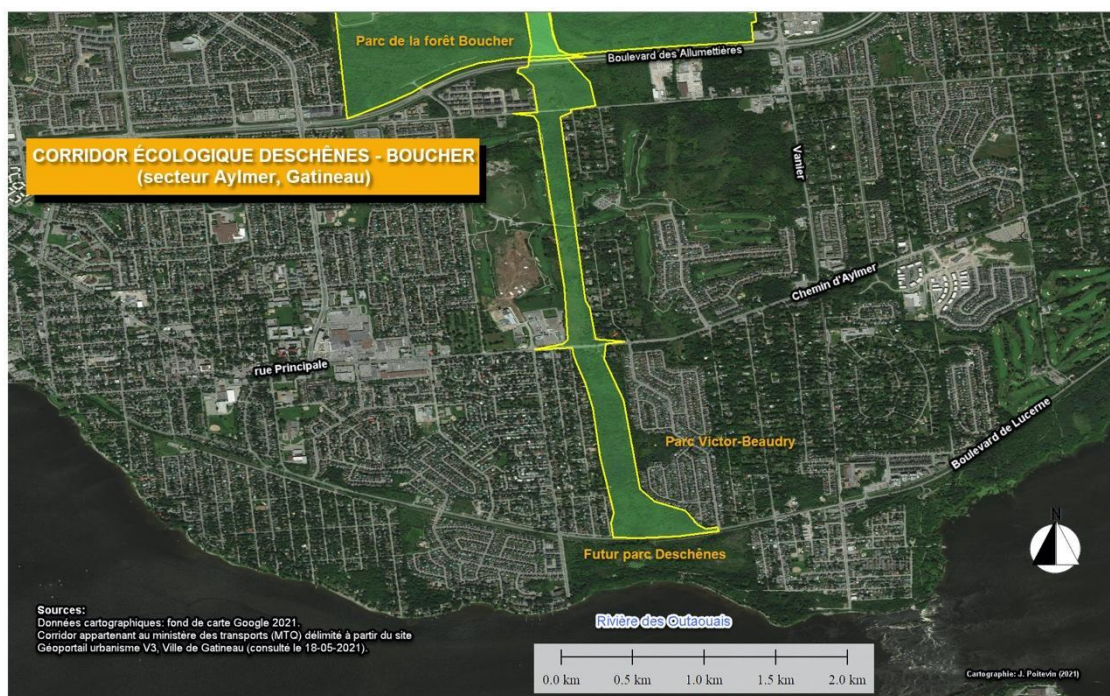 Parc de la forêt Boucher
Boulevard des Allumettières
CORRIDOR ÉCOLOGIQUE DESCHÊNES - BOUCHER
(secteur Aylmer, Gatineau)
Vanier
Chemin d'Aylmer
rue Principale
Boulevard de Lucerne
Parc Victor-Beaudry
Futur parc Deschênes
Rivière des Outaouais
Sources:
Données cartographiques: fond de carte Google 2021.
Corridor appartenant au ministère des transports (MTQ) délimité à partir du site
Géoportail urbanisme V3, Ville de Gatineau (consulté le 18-05-2021).
0.0 km 0.5 km 1.0 km 1.5 km 2.0 km
Cartographie: J. Poitevin (2021)